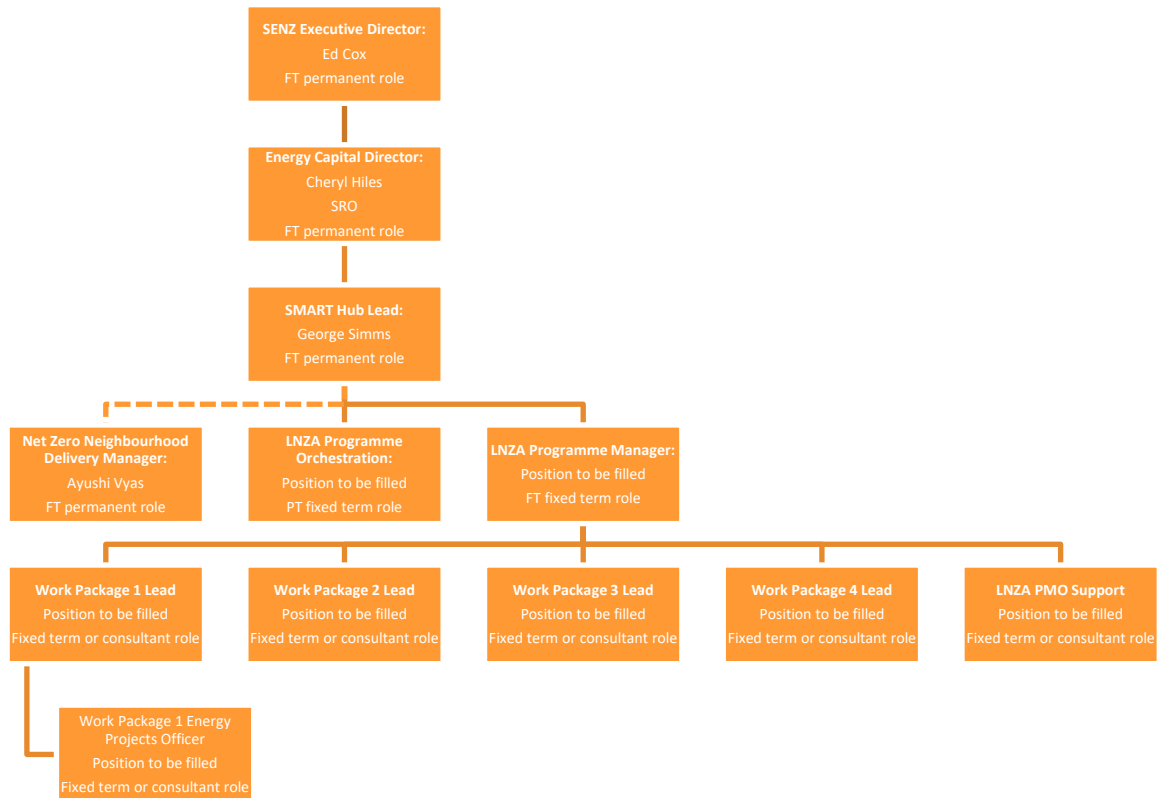 SENZ Executive Director:
Ed Cox
FT permanent role
Energy Capital Director:
Cheryl Hiles
SRO
FT permanent role
SMART Hub Lead:
George Simms
FT permanent role
Net Zero Neighbourhood
Delivery Manager:
Ayushi Vyas
FT permanent role
LNZA Programme
Orchestration:
Position to be filled
PT fixed term role
LNZA Programme Manager:
Position to be filled
FT fixed term role
Work Package 1 Lead
Position to be filled
Fixed term or consultant role
Work Package 2 Lead
Position to be filled
Fixed term or consultant role
Work Package 3 Lead
Position to be filled
Fixed term or consultant role
Work Package 4 Lead
Position to be filled
Fixed term or consultant role
LNZA PMO Support
Position to be filled
Fixed term or consultant role
Work Package 1 Energy
Projects Officer
Position to be filled
Fixed term or consultant role